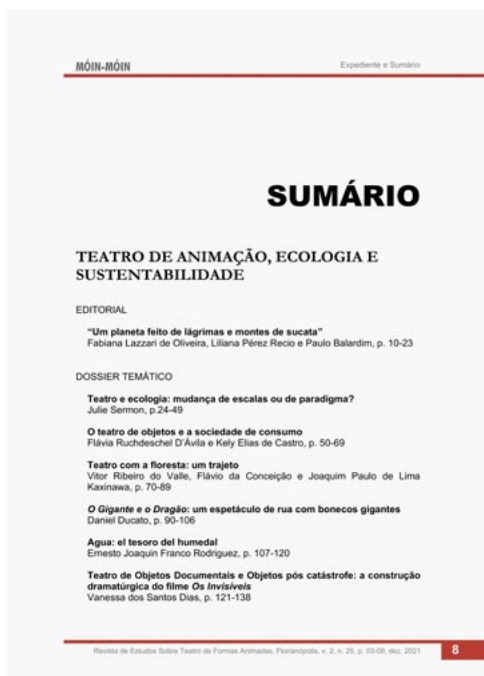 MÓIN-MÓIN
Expediente e Sumário
SUMÁRIO
TEATRO DE ANIMAÇÃO, ECOLOGIA E
SUSTENTABILIDADE
EDITORIAL
“Um planeta feito de lágrimas e montes de sucata”
Fabiana Lazzari de Oliveira, Liliana Pérez Recio e Paulo Balardim, p. 10-23
DOSSIER TEMÁTICO
Teatro e ecologia: mudança de escalas ou de paradigma?
Julie Sermon, p.24-49
O teatro de objetos e a sociedade de consumo
Flávia Ruchdeschel D’Ávila e Kely Elias de Castro, p. 50-69
Teatro com a floresta: um trajeto
Vitor Ribeiro do Valle, Flávio da Conceição e Joaquim Paulo de Lima
Kaxinawa, p. 70-89
O Gigante e o Dragão: um espetáculo de rua com bonecos gigantes
Daniel Ducato, p. 90-106
Agua: el tesoro del humedal
Ernesto Joaquin Franco Rodriguez, p. 107-120
Teatro de Objetos Documentais e Objetos pós catástrofe: a construção
dramatúrgica do filme Os Invisíveis
Vanessa dos Santos Dias, p. 121-138
Revista de Estudos Sobre Teatro de Formas Animadas, Florianópolis, v. 2, n. 25, p. 03-09, dez. 2021
8